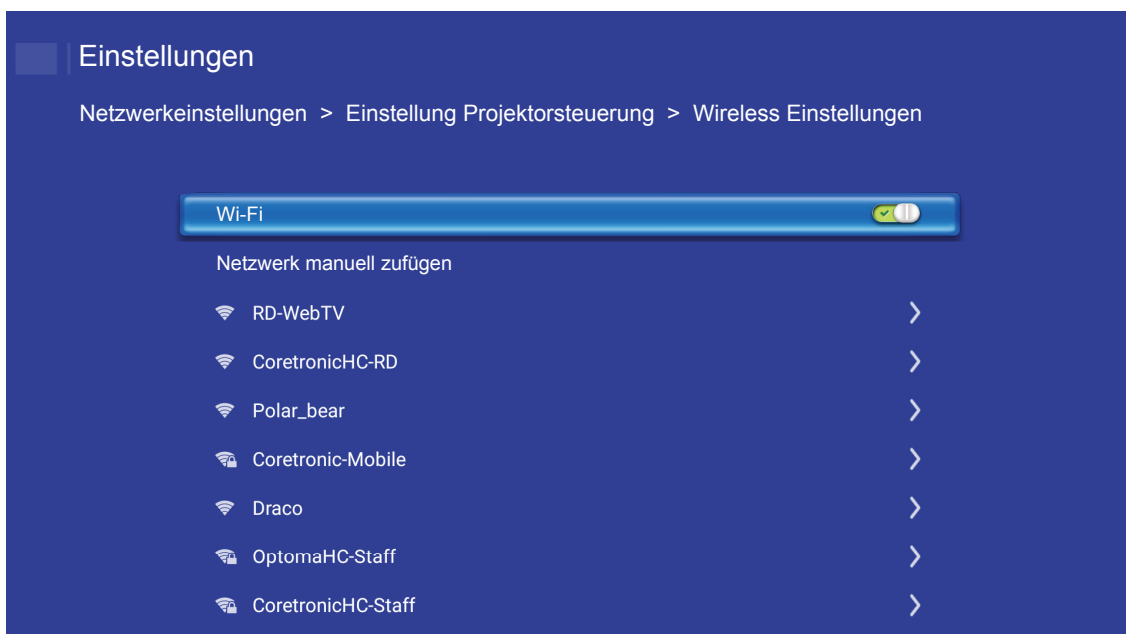 Einstellungen
Netzwerkeinstellungen > Einstellung Projektorsteuerung > Wireless Einstellungen
Wi-Fi
Netzwerk manuell zufügen
RD-WebTV
CoretronicHC-RD
Polar_bear
Coretronic-Mobile
Draco
OptomaHC-Staff
CoretronicHC-Staff